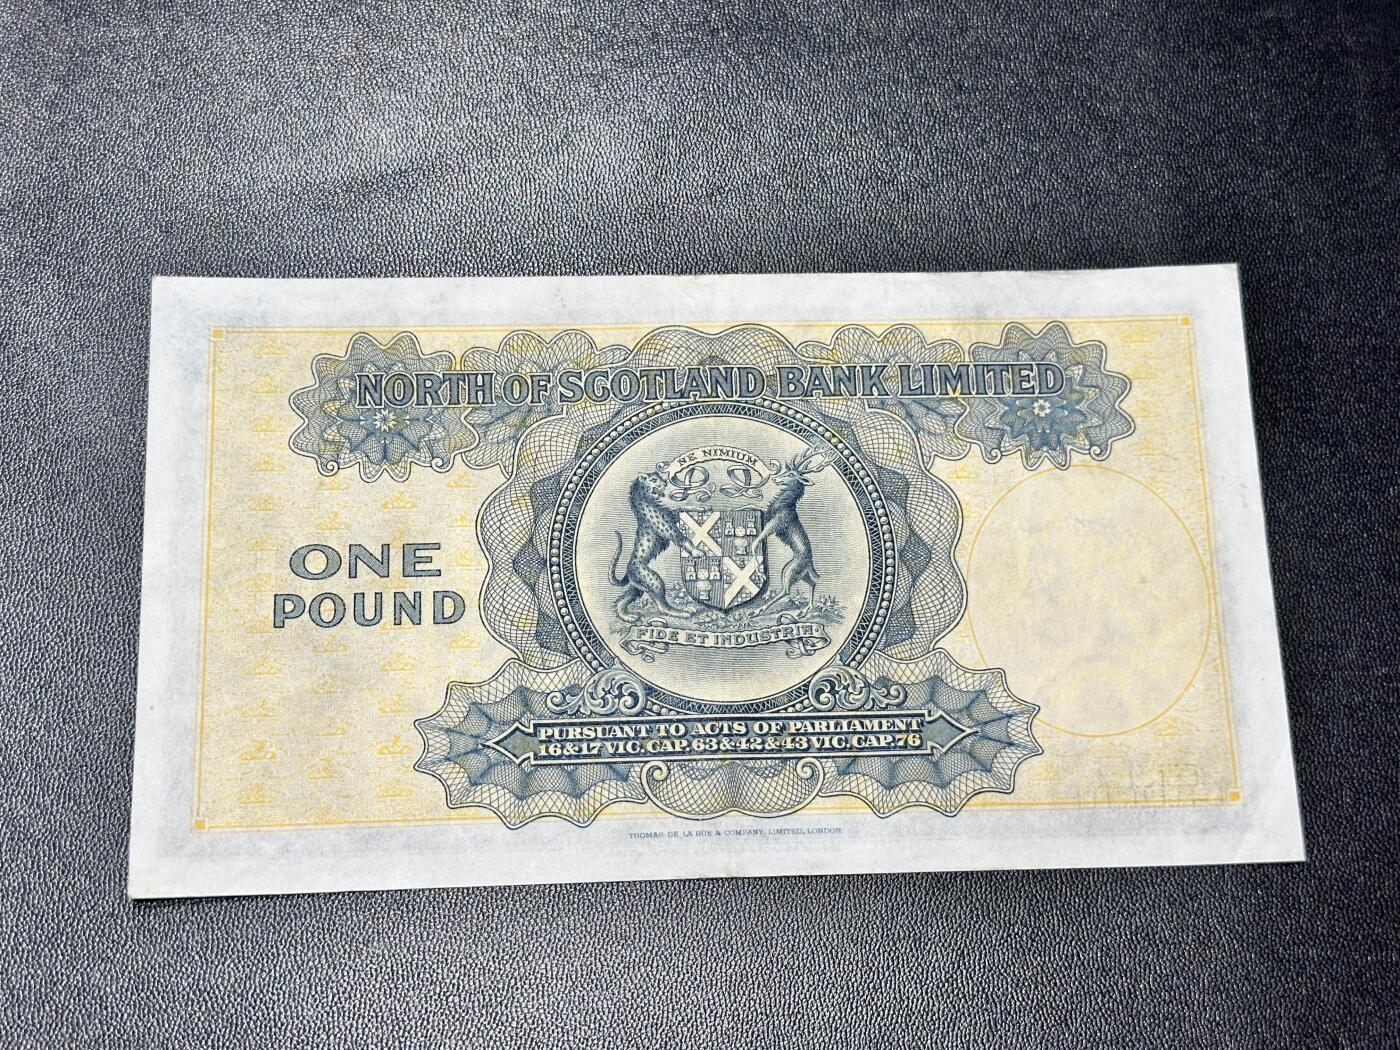 NORTH OF SCOTLAND BANK LIMITED
NE NIMIUM
ONE
POUND
FIDE ET INDUSTRIA
PURSUANT TO ACTS OF PARLIAMENT
16&17 VIC. CAP. 63 & 42 & 43 VIC. CAP. 76
THOMAS DE LA RUE & COMPANY, LIMITED, LONDON.